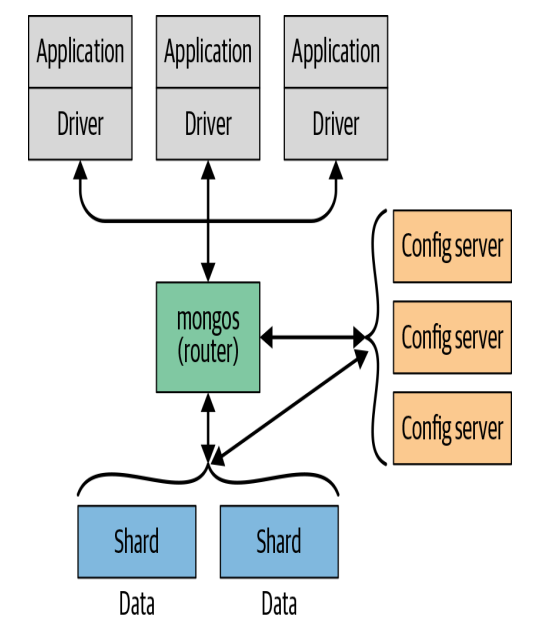 Application
Application
Application
Driver
Driver
Driver
Config server
mongos
(router)
Config server
Config server
Shard
Shard
Data
Data